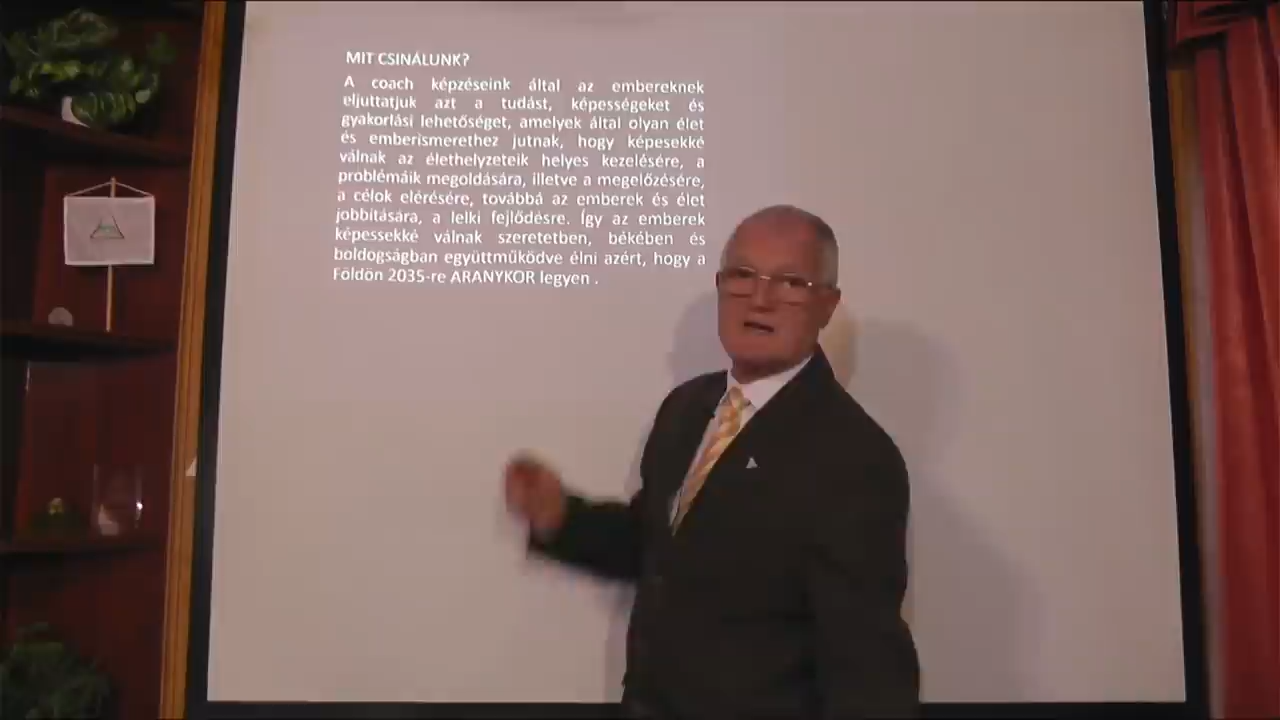 MIT CSINÁLUNK?
A coach képzéseink által az embereknek
eljuttatjuk azt a tudást, képességeket és
gyakorlási lehetőséget, amelyek által olyan élet
és emberismerethez jutnak, hogy képesekké
válnak az élethelyzeteik helyes kezelésére, a
problémáik megoldására, illetve a megelőzésére,
a célok elérésére, továbbá az emberek és élet
jobbítására, a lelki fejlődésre. Így az emberek
képessekké válnak szeretetben, békében és
boldogságban együttműködve élni azért, hogy a
Földön 2035-re ARANYKOR legyen .